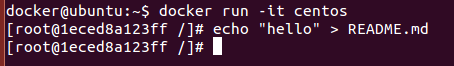 docker@ubuntu:~$ docker run -it centos
[root@1eced8a123ff /]# echo "hello" > README.md
[root@1eced8a123ff /]#